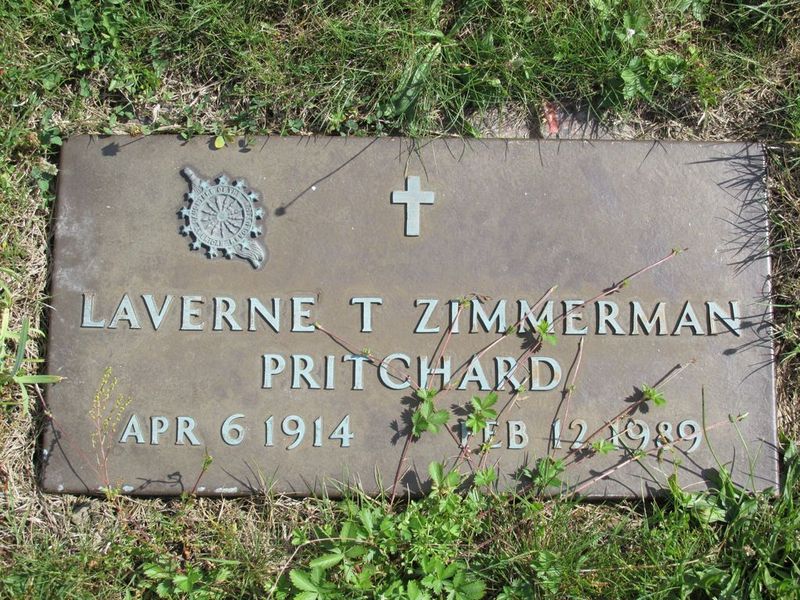 LAVERNE T ZIMMERMAN
PRITCHARD
APR 6 1914 FEB 12 1989